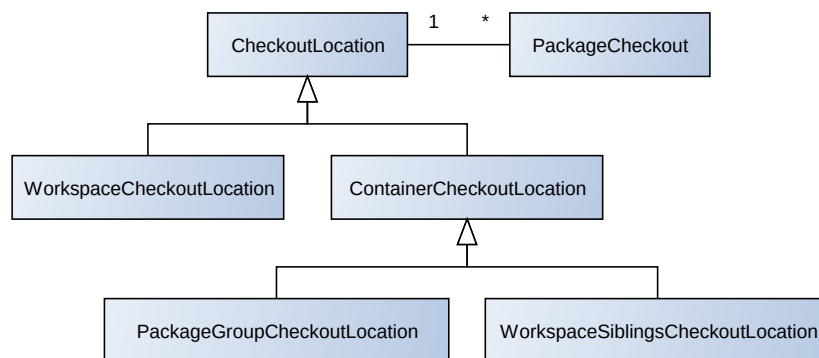 1 *
CheckoutLocation PackageCheckout
WorkspaceCheckoutLocation ContainerCheckoutLocation
PackageGroupCheckoutLocation WorkspaceSiblingsCheckoutLocation